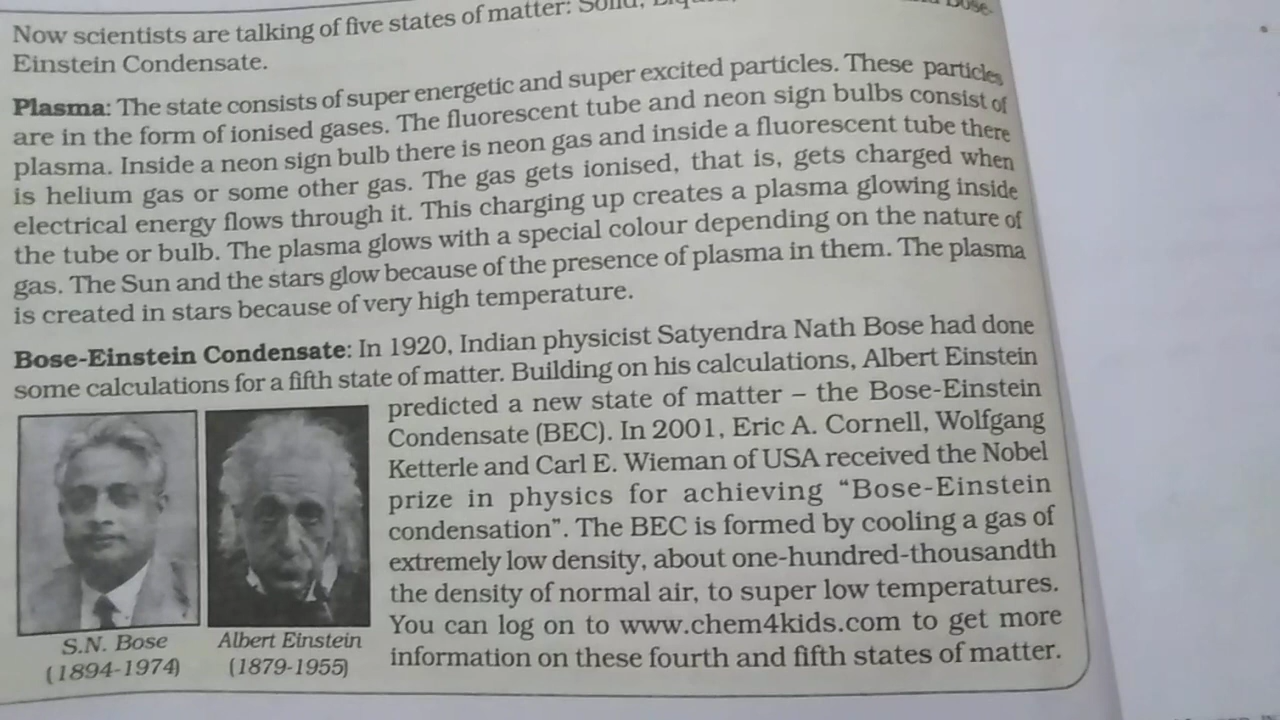 Now scientists are talking of five states of matter: Solid,
Einstein Condensate.
Plasma: The state consists of super energetic and super excited particles. These particles
are in the form of ionised gases. The fluorescent tube and neon sign bulbs consist of
plasma. Inside a neon sign bulb there is neon gas and inside a fluorescent tube there
is helium gas or some other gas. The gas gets ionised, that is, gets charged when
electrical energy flows through it. This charging up creates a plasma glowing inside
the tube or bulb. The plasma glows with a special colour depending on the nature of
gas. The Sun and the stars glow because of the presence of plasma in them. The plasma
is created in stars because of very high temperature.
Bose-Einstein Condensate: In 1920, Indian physicist Satyendra Nath Bose had done
some calculations for a fifth state of matter. Building on his calculations, Albert Einstein
predicted a new state of matter – the Bose-Einstein
Condensate (BEC). In 2001, Eric A. Cornell, Wolfgang
Ketterle and Carl E. Wieman of USA received the Nobel
prize in physics for achieving “Bose-Einstein
condensation”. The BEC is formed by cooling a gas of
extremely low density, about one-hundred-thousandth
the density of normal air, to super low temperatures.
You can log on to www.chem4kids.com to get more
information on these fourth and fifth states of matter.
S.N. Bose
(1894-1974)
Albert Einstein
(1879-1955)